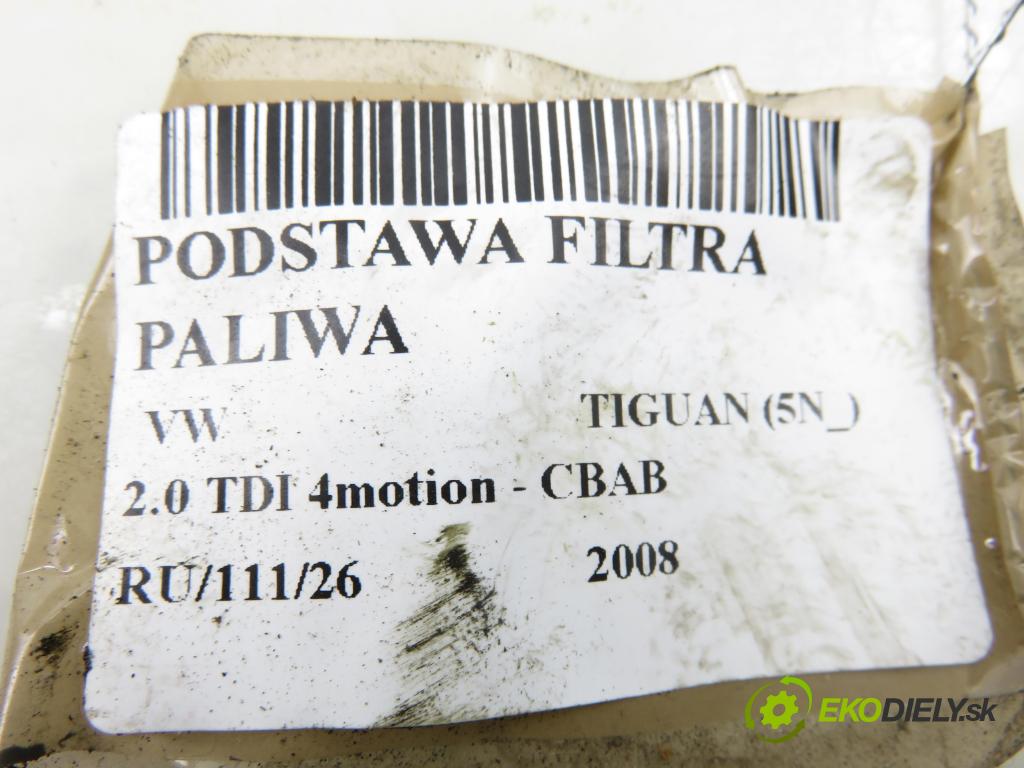 PODSTAWA FILTRA
PALIWA
VW TIGUAN (5N_)
2.0 TDI 4motion - CBAB
RU/111/26 2008
EKODIELY.sk